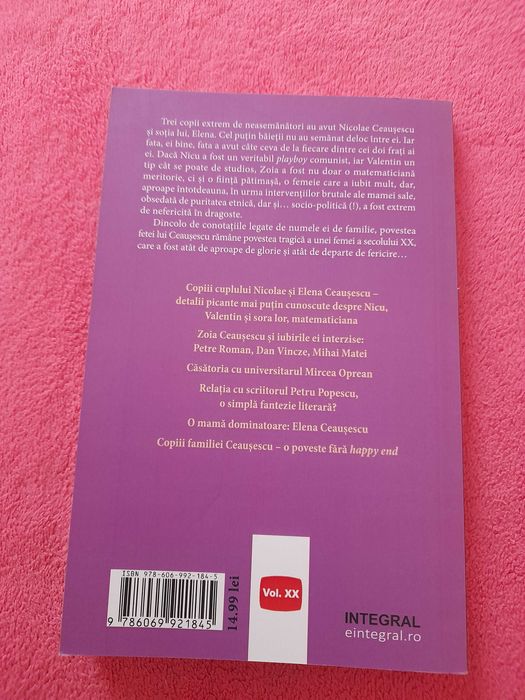 Trei copii extrem de neasemănători au avut Nicolae Ceaușescu
și soția lui, Elena. Cel puțin băieții nu au semănat deloc între ei. Iar
fata, ei bine, fata a avut câte ceva de la fiecare dintre cei doi frați ai
ei. Dacă Nicu a fost un veritabil playboy comunist, iar Valentin un
tip cât se poate de studios, Zoia a fost nu doar o matematiciană
meritorie, ci și o ființă pătimașă, o femeie care a iubit mult, dar,
aproape întotdeauna, în urma intervențiilor brutale ale mamei sale,
obsedată de puritatea etnică, dar și... socio-politică (!), a fost extrem
de nefericită în dragoste.
Dincolo de conotațiile legate de numele ei de familie, povestea
fetei lui Ceaușescu rămâne povestea tragică a unei femei a secolului XX,
care a fost atât de aproape de glorie și atât de departe de fericire...
Copiii cuplului Nicolae și Elena Ceaușescu –
detalii picante mai puțin cunoscute despre Nicu,
Valentin și sora lor, matematiciana
Zoia Ceaușescu și iubirile ei interzise:
Petre Roman, Dan Vincze, Mihai Matei
Căsătoria cu universitarul Mircea Oprean
Relația cu scriitorul Petru Popescu,
o simplă fantezie literară?
O mamă dominatoare: Elena Ceaușescu
Copiii familiei Ceaușescu – o poveste fără happy end
ISBN 978-606-992-184-5
9 786069 921845
14.99 lei
Vol. XX
INTEGRAL
eintegral.ro